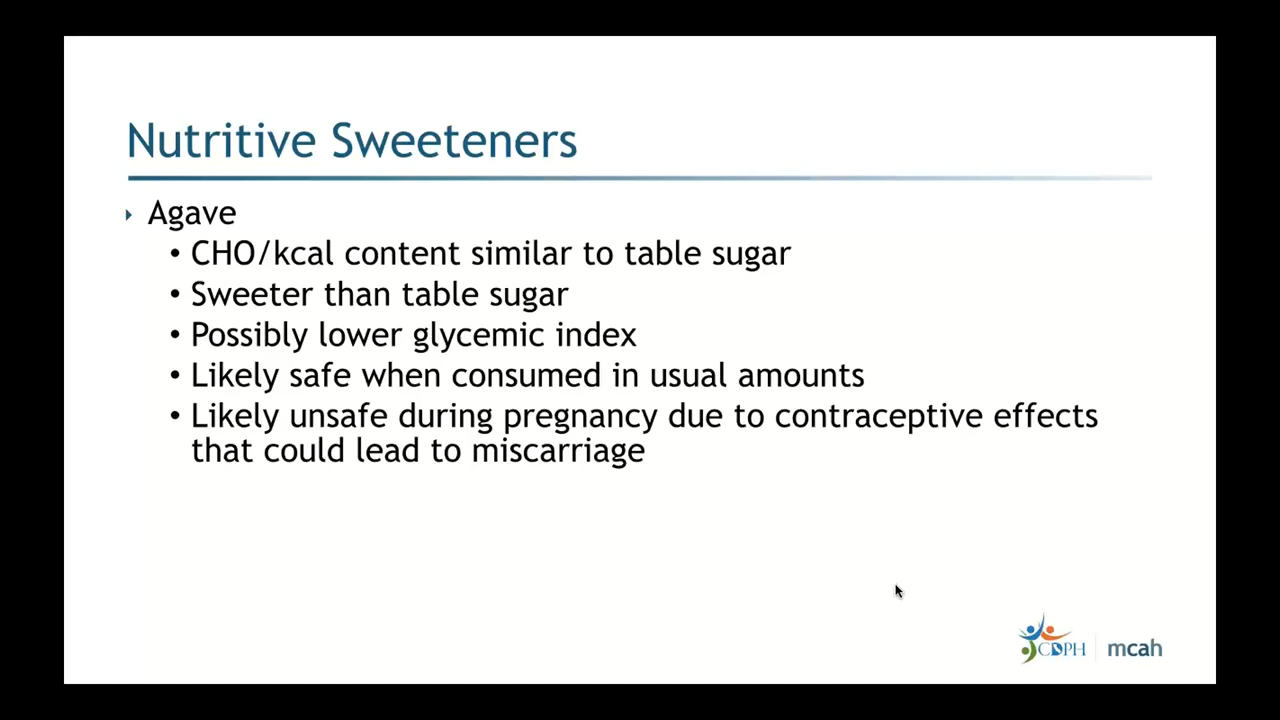 Nutritive Sweeteners
Agave
• CHO/kcal content similar to table sugar
• Sweeter than table sugar
• Possibly lower glycemic index
• Likely safe when consumed in usual amounts
• Likely unsafe during pregnancy due to contraceptive effects
that could lead to miscarriage
CDPH | mcah